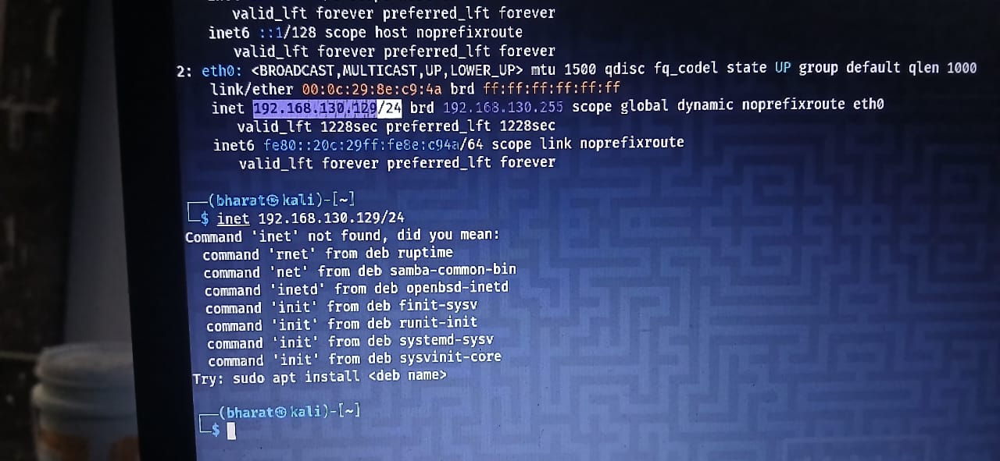 valid_lft forever preferred_lft forever
inet6 ::1/128 scope host noprefixroute
valid_lft forever preferred_lft forever
2: eth0: <BROADCAST,MULTICAST,UP,LOWER_UP> mtu 1500 qdisc fq_codel state UP group default qlen 1000
link/ether 00:0c:29:8e:c9:4a brd ff:ff:ff:ff:ff:ff
inet 192.168.130.129/24 brd 192.168.130.255 scope global dynamic noprefixroute eth0
valid_lft 1228sec preferred_lft 1228sec
inet6 fe80::20c:29ff:fe8e:c94a/64 scope link noprefixroute
valid_lft forever preferred_lft forever
┌──(bharat㉿kali)-[~]
└─$ inet 192.168.130.129/24
Command 'inet' not found, did you mean:
command 'rnet' from deb ruptime
command 'net' from deb samba-common-bin
command 'inetd' from deb openbsd-inetd
command 'init' from deb finit-sysv
command 'init' from deb runit-init
command 'init' from deb systemd-sysv
command 'init' from deb sysvinit-core
Try: sudo apt install <deb name>
┌──(bharat㉿kali)-[~]
└─$